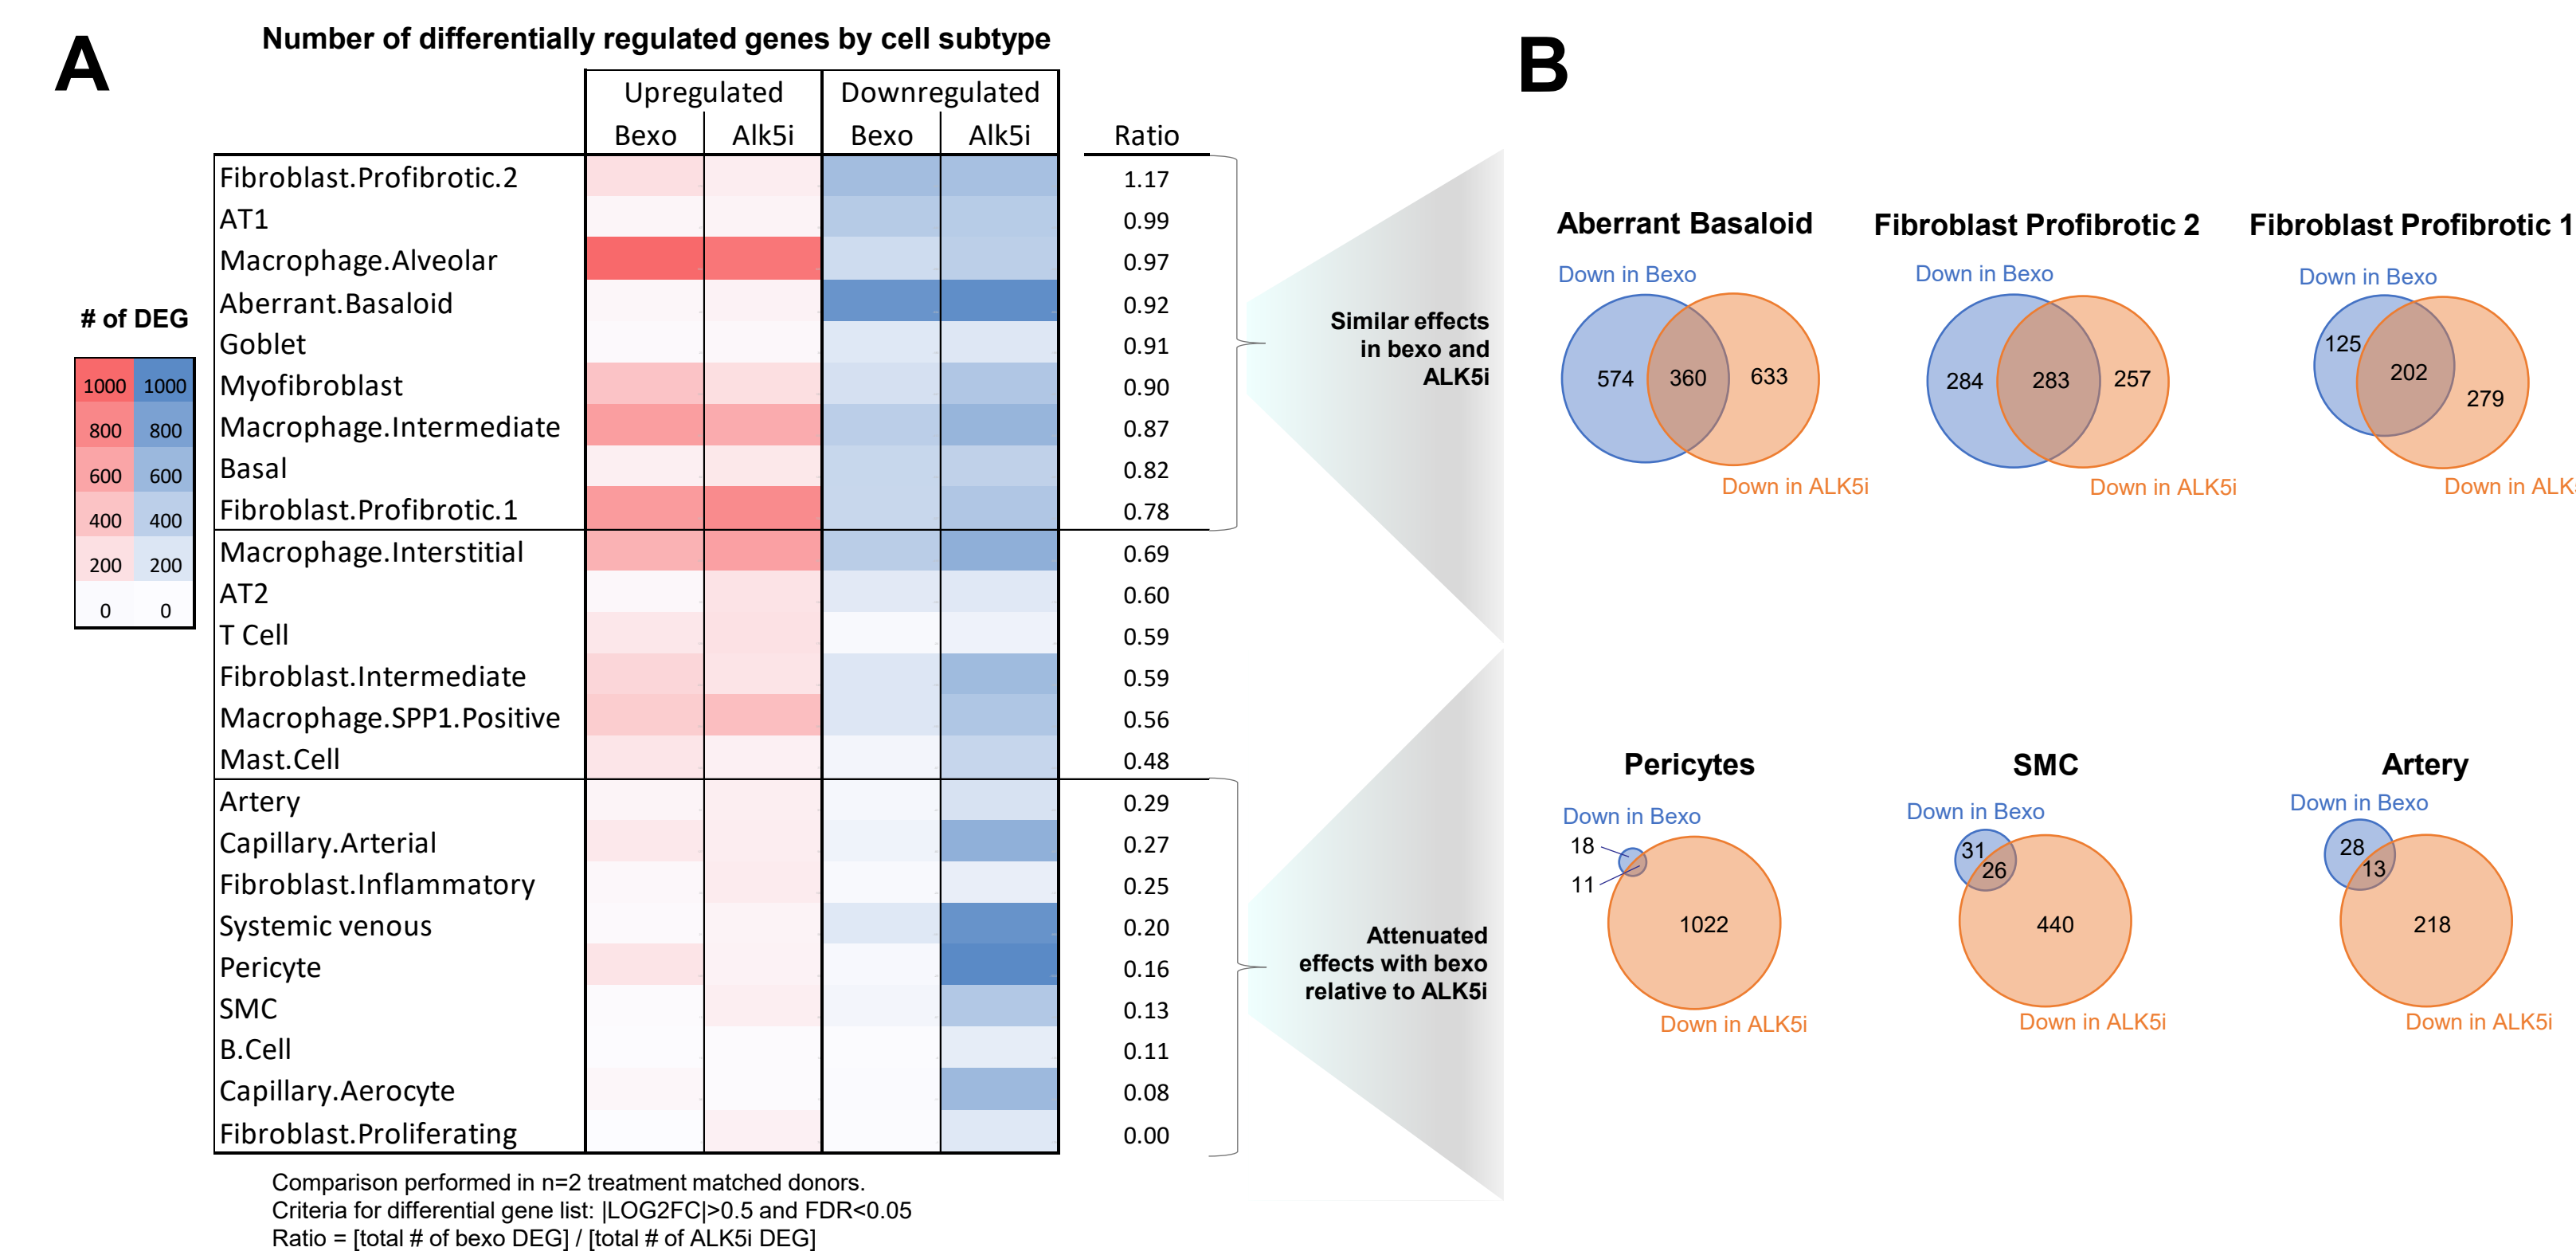 A
Number of differentially regulated genes by cell subtype
Upregulated Downregulated
Bexo Alk5i Bexo Alk5i Ratio
Fibroblast.Profibrotic.2 1.17
AT1 0.99
Macrophage.Alveolar 0.97
Aberrant.Basaloid 0.92
Goblet 0.91
Myofibroblast 0.90
Macrophage.Intermediate 0.87
Basal 0.82
Fibroblast.Profibrotic.1 0.78
Macrophage.Interstitial 0.69
AT2 0.60
T Cell 0.59
Fibroblast.Intermediate 0.59
Macrophage.SPP1.Positive 0.56
Mast.Cell 0.48
Artery 0.29
Capillary.Arterial 0.27
Fibroblast.Inflammatory 0.25
Systemic venous 0.20
Pericyte 0.16
SMC 0.13
B.Cell 0.11
Capillary.Aerocyte 0.08
Fibroblast.Proliferating 0.00
# of DEG
1000 1000
800 800
600 600
400 400
200 200
0 0
Comparison performed in n=2 treatment matched donors.
Criteria for differential gene list: |LOG2FC|>0.5 and FDR<0.05
Ratio = [total # of bexo DEG] / [total # of ALK5i DEG]
Similar effects
in bexo and
ALK5i
Attenuated
effects with bexo
relative to ALK5i
B
Aberrant Basaloid
Down in Bexo
574 360 633
Down in ALK5i
Fibroblast Profibrotic 2
Down in Bexo
284 283 257
Down in ALK5i
Fibroblast Profibrotic 1
Down in Bexo
125
202
279
Down in ALK
Pericytes
Down in Bexo
18
11
1022
Down in ALK5i
SMC
Down in Bexo
31
26
440
Down in ALK5i
Artery
Down in Bexo
28
13
218
Down in ALK5i